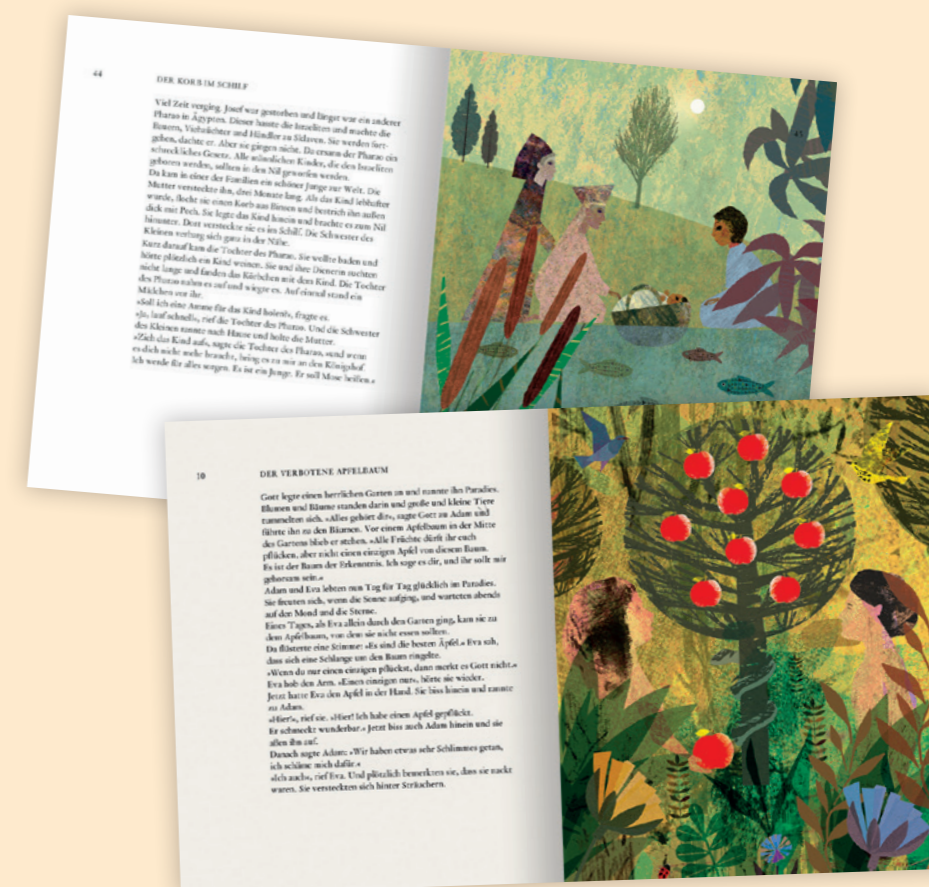 44
DER KORB IM SCHILF
Viel Zeit verging. Josef war gestorben und längst war ein anderer
Pharao in Ägypten. Dieser hasste die Israeliten und machte die
Bauern, Viehzüchter und Händler zu Sklaven. Sie werden fort-
gehen, dachte er. Aber sie gingen nicht. Da ersann der Pharao ein
schreckliches Gesetz. Alle männlichen Kinder, die den Israeliten
geboren werden, sollten in den Nil geworfen werden.
Da kam in einer der Familien ein schöner Junge zur Welt. Die
Mutter versteckte ihn, drei Monate lang. Als das Kind lebhafter
wurde, flocht sie einen Korb aus Binsen und bestrich ihn außen
dick mit Pech. Sie legte das Kind hinein und brachte es zum Nil
hinunter. Dort versteckte sie es im Schilf. Die Schwester des
Kleinen verbarg sich ganz in der Nähe.
Kurz darauf kam die Tochter des Pharao. Sie wollte baden und
hörte plötzlich ein Kind weinen. Sie und ihre Dienerin suchten
nicht lange und fanden das Körbchen mit dem Kind. Die Tochter
des Pharao nahm es auf und wiegte es. Auf einmal stand ein
Mädchen vor ihr.
»Soll ich eine Amme für das Kind holen?«, fragte es.
»Ja, lauf schnell«, rief die Tochter des Pharao. Und die Schwester
des Kleinen rannte nach Hause und holte die Mutter.
»Zieh das Kind auf«, sagte die Tochter des Pharao, »und wenn
es dich nicht mehr braucht, bring es zu mir an den Königshof.
Ich werde für alles sorgen. Es ist ein Junge. Er soll Mose heißen.«
45
10
DER VERBOTENE APFELBAUM
Gott legte einen herrlichen Garten an und nannte ihn Paradies.
Blumen und Bäume standen darin und große und kleine Tiere
tummelten sich. »Alles gehört dir«, sagte Gott zu Adam und
führte ihn zu den Bäumen. Vor einem Apfelbaum in der Mitte
des Gartens blieb er stehen. »Alle Früchte dürft ihr euch
pflücken, aber nicht einen einzigen Apfel von diesem Baum.
Es ist der Baum der Erkenntnis. Ich sage es dir, und ihr sollt mir
gehorsam sein.«
Adam und Eva lebten nun Tag für Tag glücklich im Paradies.
Sie freuten sich, wenn die Sonne aufging, und warteten abends
auf den Mond und die Sterne.
Eines Tages, als Eva allein durch den Garten ging, kam sie zu
dem Apfelbaum, von dem sie nicht essen sollten.
Da flüsterte eine Stimme: »Es sind die besten Äpfel.« Eva sah,
dass sich eine Schlange um den Baum ringelte.
»Wenn du nur einen einzigen pflückst, dann merkt es Gott nicht.«
Eva hob den Arm. »Einen einzigen nur«, hörte sie wieder.
Jetzt hatte Eva den Apfel in der Hand. Sie biss hinein und rannte
zu Adam.
»Hier!«, rief sie. »Hier! Ich habe einen Apfel gepflückt.
Er schmeckt wunderbar.« Jetzt biss auch Adam hinein und sie
aßen ihn auf.
Danach sagte Adam: »Wir haben etwas sehr Schlimmes getan,
ich schäme mich dafür.«
»Ich auch«, rief Eva. Und plötzlich bemerkten sie, dass sie nackt
waren. Sie versteckten sich hinter Sträuchern.